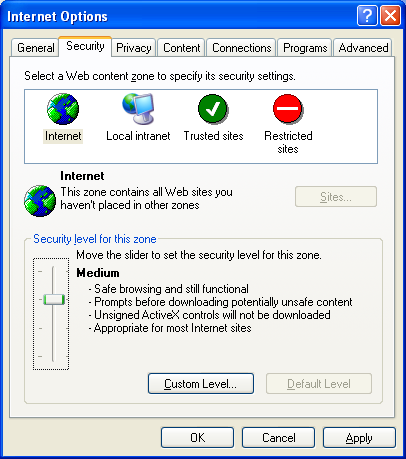 Internet Options
General Security Privacy Content Connections Programs Advanced
Select a Web content zone to specify its security settings.
Internet Local intranet Trusted sites Restricted
sites
Internet
This zone contains all Web sites you
haven't placed in other zones
Sites...
Security level for this zone
Move the slider to set the security level for this zone.
Medium
- Safe browsing and still functional
- Prompts before downloading potentially unsafe content
- Unsigned ActiveX controls will not be downloaded
- Appropriate for most Internet sites
Custom Level... Default Level
OK Cancel Apply